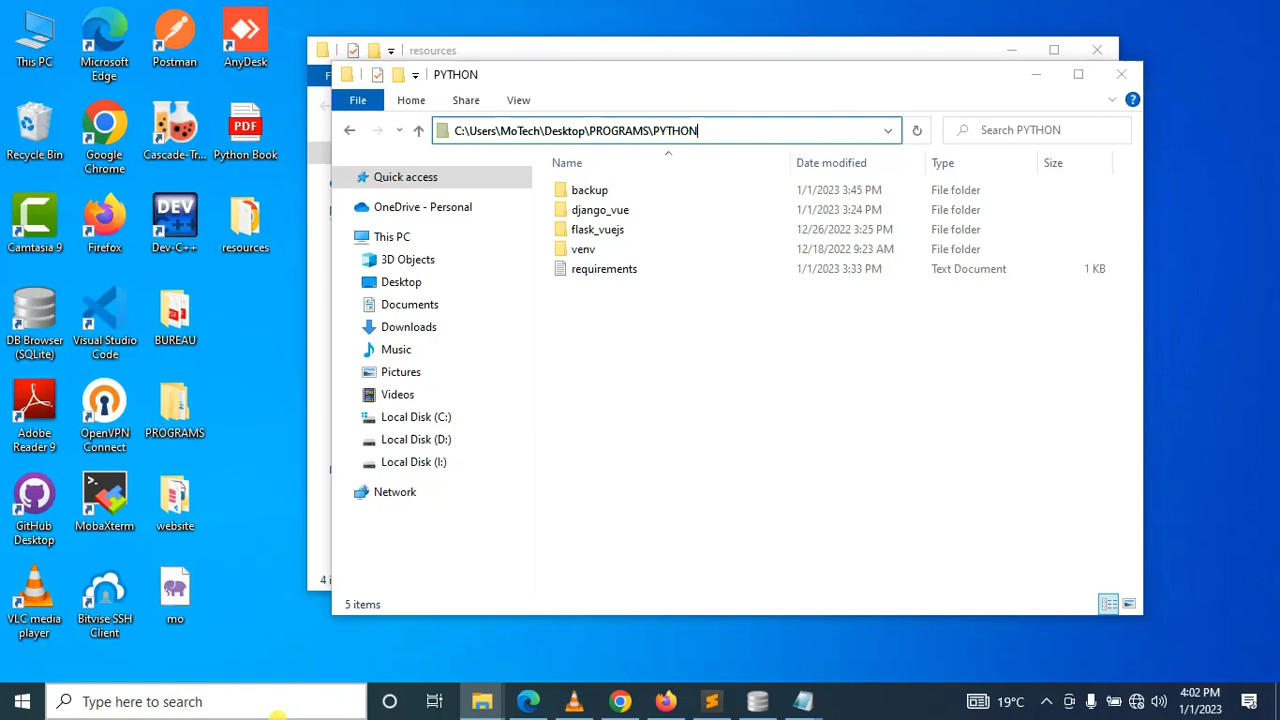 This PC
Microsoft
Edge
Postman
AnyDesk
Recycle Bin
Google
Chrome
Cascade-Tr...
Python Book
PDF
Camtasia 9
Firefox
DEV
Dev-C++
resources
DB Browser
(SQLite)
Visual Studio
Code
BUREAU
Adobe
Reader 9
OpenVPN
Connect
PROGRAMS
GitHub
Desktop
MobaXterm
website
VLC media
player
Bitvise SSH
Client
mo
resources
F
4 i
PYTHON
File
Home
Share
View
C:\Users\MoTech\Desktop\PROGRAMS\PYTHON
Search PYTHON
Quick access
OneDrive - Personal
This PC
3D Objects
Desktop
Documents
Downloads
Music
Pictures
Videos
Local Disk (C:)
Local Disk (D:)
Local Disk (I:)
Network
Name Date modified Type Size
backup 1/1/2023 3:45 PM File folder
django_vue 1/1/2023 3:24 PM File folder
flask_vuejs 12/26/2022 3:25 PM File folder
venv 12/18/2022 9:23 AM File folder
requirements 1/1/2023 3:33 PM Text Document 1 KB
5 items
Type here to search
19°C
4:02 PM
1/1/2023